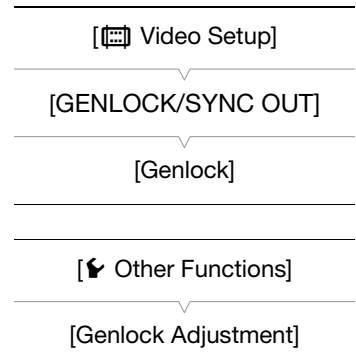 [ Video Setup]
[GENLOCK/SYNC OUT]
[Genlock]
[ Other Functions]
[Genlock Adjustment]